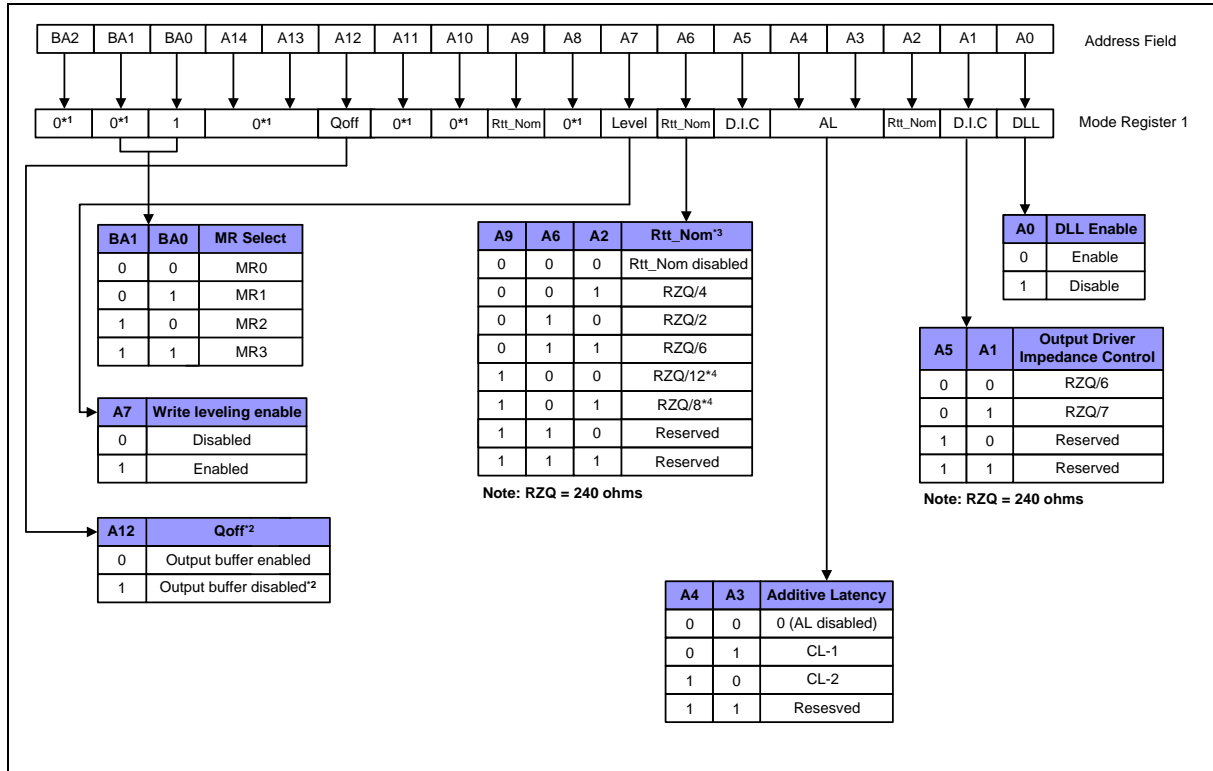 BA2 BA1 BA0 A14 A13 A12 A11 A10 A9 A8 A7 A6 A5 A4 A3 A2 A1 A0 Address Field
0*1 0*1 1 0*1 Qoff 0*1 0*1 Rtt_Nom 0*1 Level Rtt_Nom D.I.C AL Rtt_Nom D.I.C DLL Mode Register 1
BA1 BA0 MR Select
0 0 MR0
0 1 MR1
1 0 MR2
1 1 MR3
A7 Write leveling enable
0 Disabled
1 Enabled
A12 Qoff*2
0 Output buffer enabled
1 Output buffer disabled*2
A9 A6 A2 Rtt_Nom*3
0 0 0 Rtt_Nom disabled
0 0 1 RZQ/4
0 1 0 RZQ/2
0 1 1 RZQ/6
1 0 0 RZQ/12*4
1 0 1 RZQ/8*4
1 1 0 Reserved
1 1 1 Reserved
Note: RZQ = 240 ohms
A4 A3 Additive Latency
0 0 0 (AL disabled)
0 1 CL-1
1 0 CL-2
1 1 Resesved
A0 DLL Enable
0 Enable
1 Disable
A5 A1 Output Driver
Impedance Control
0 0 RZQ/6
0 1 RZQ/7
1 0 Reserved
1 1 Reserved
Note: RZQ = 240 ohms